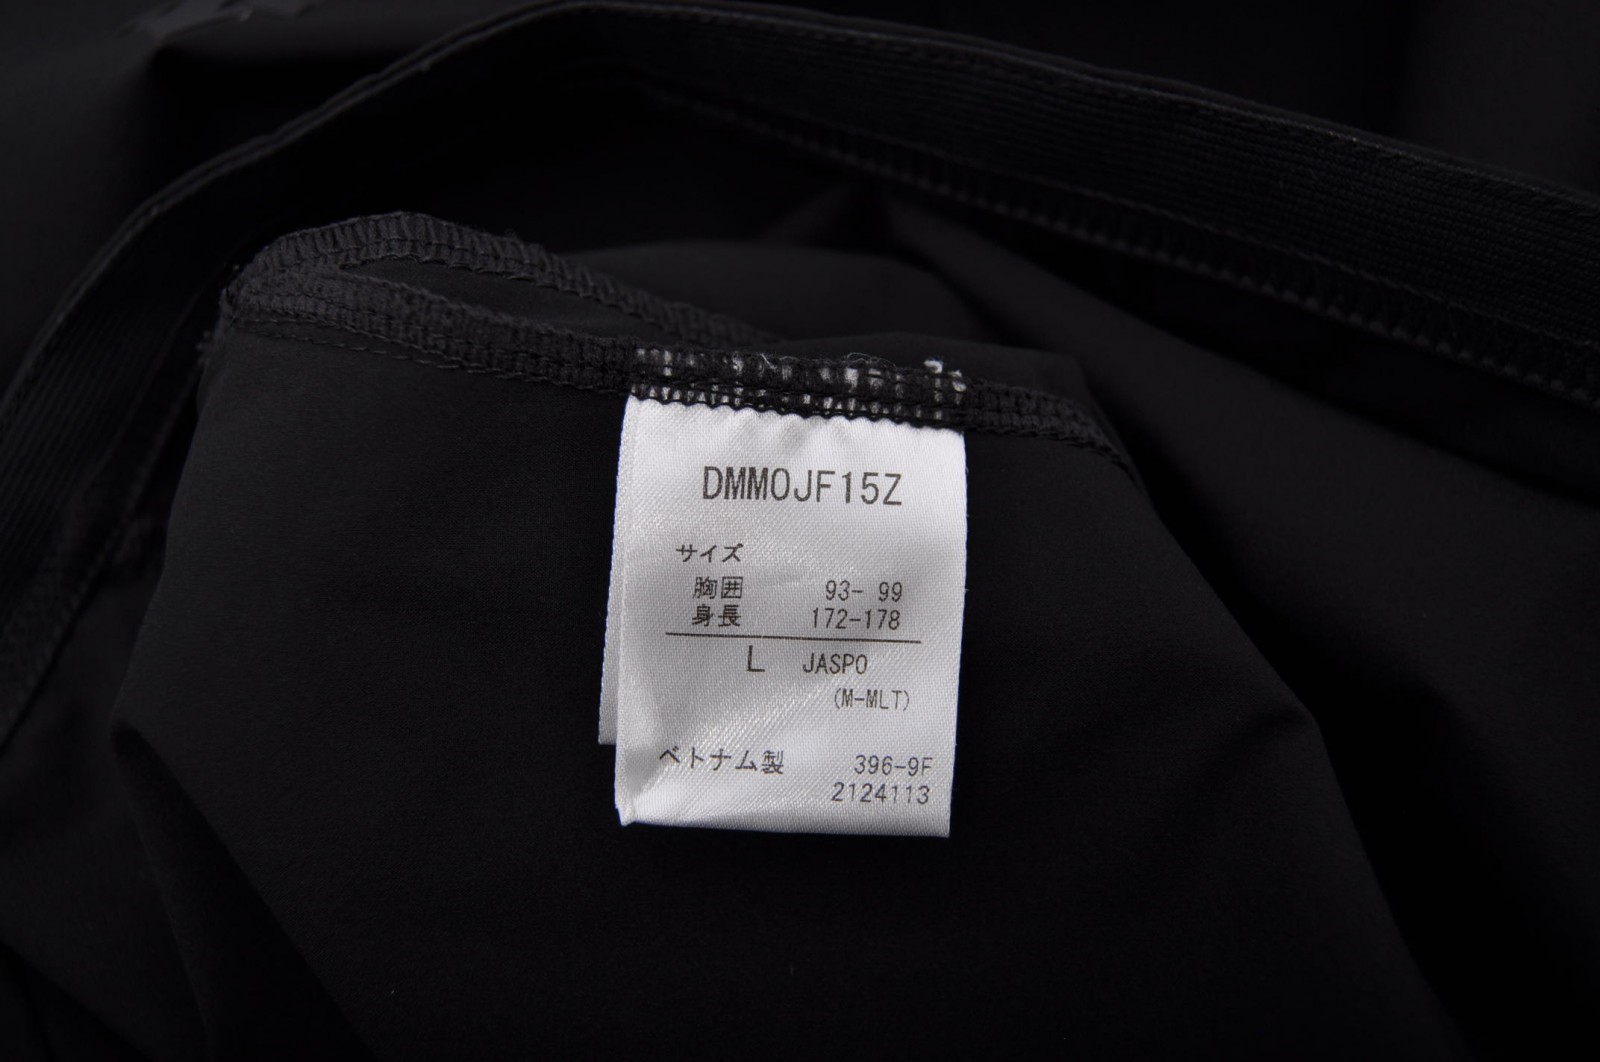 DMMOJF15Z
サイズ
胸囲 93- 99
身長 172-178
L JASPO
(M-MLT)
ベトナム製 396-9F
2124113